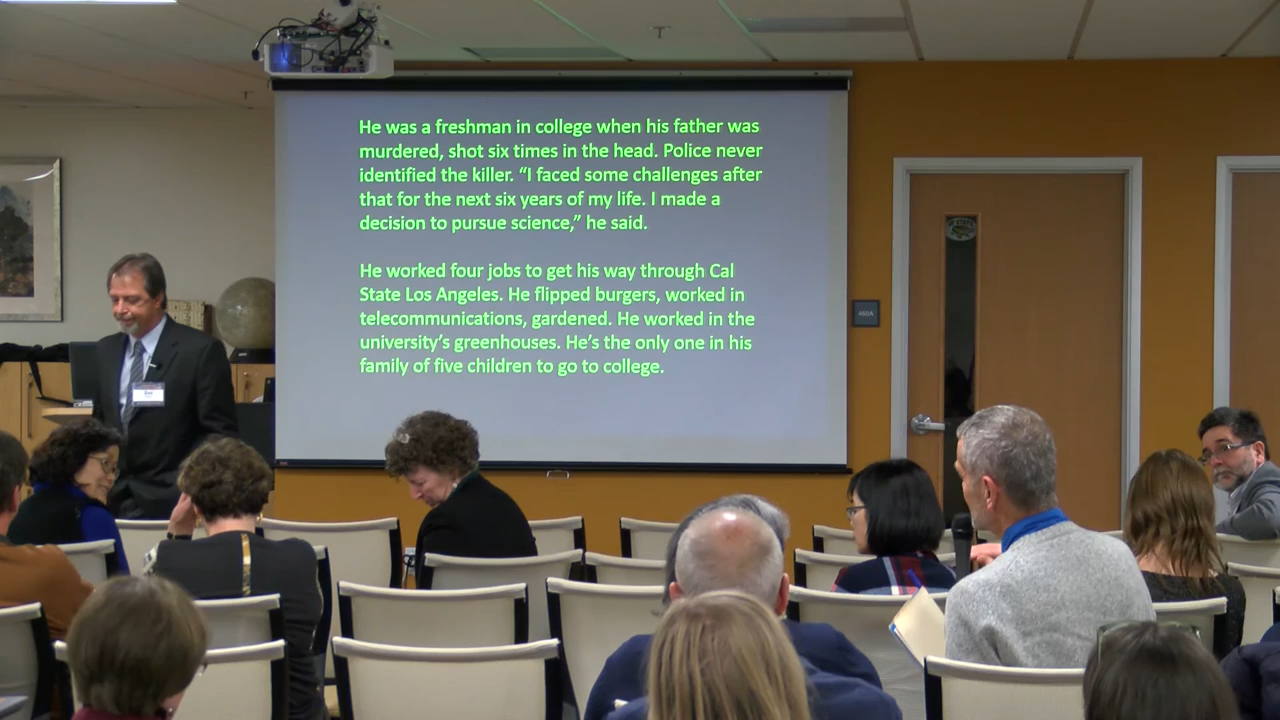 He was a freshman in college when his father was
murdered, shot six times in the head. Police never
identified the killer. “I faced some challenges after
that for the next six years of my life. I made a
decision to pursue science,” he said.
He worked four jobs to get his way through Cal
State Los Angeles. He flipped burgers, worked in
telecommunications, gardened. He worked in the
university’s greenhouses. He’s the only one in his
family of five children to go to college.
460A